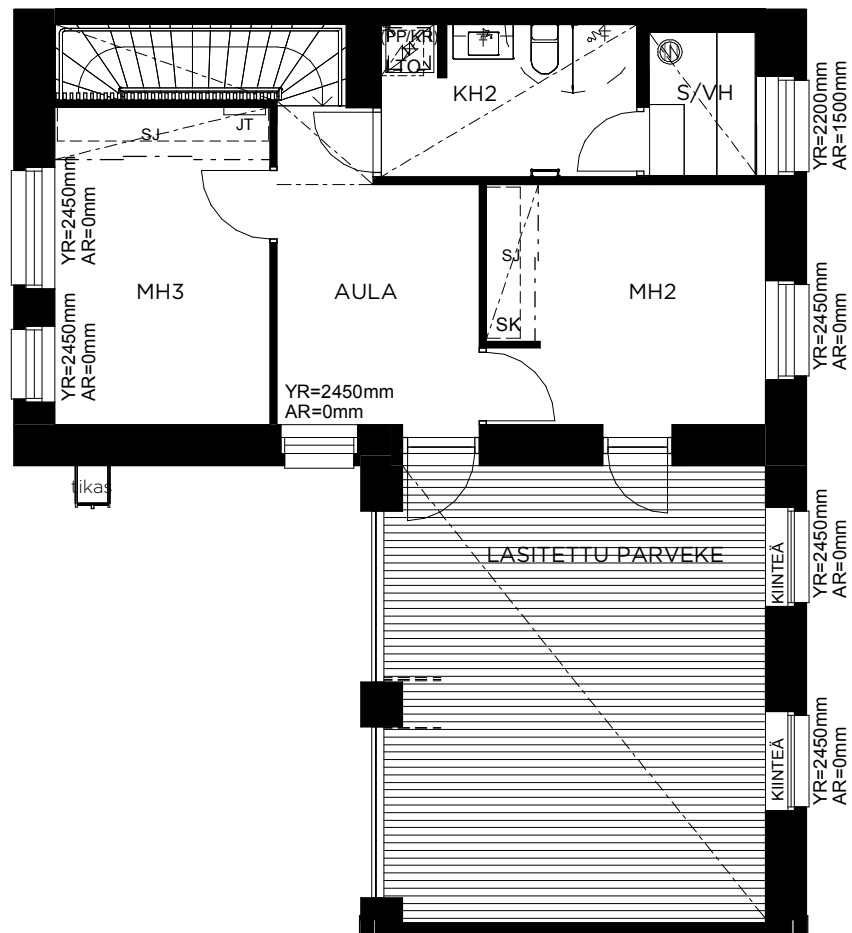 (PP/KR)
LTO
KH2
S/VH
YR=2200mm
AR=1500mm
SJ
JT
YR=2450mm
AR=0mm
MH3
AULA
SJ
SK
MH2
YR=2450mm
AR=0mm
YR=2450mm
AR=0mm
YR=2450mm
AR=0mm
tikas
LASITETTU PARVEKE
KIINTEÄ
YR=2450mm
AR=0mm
KIINTEÄ
YR=2450mm
AR=0mm